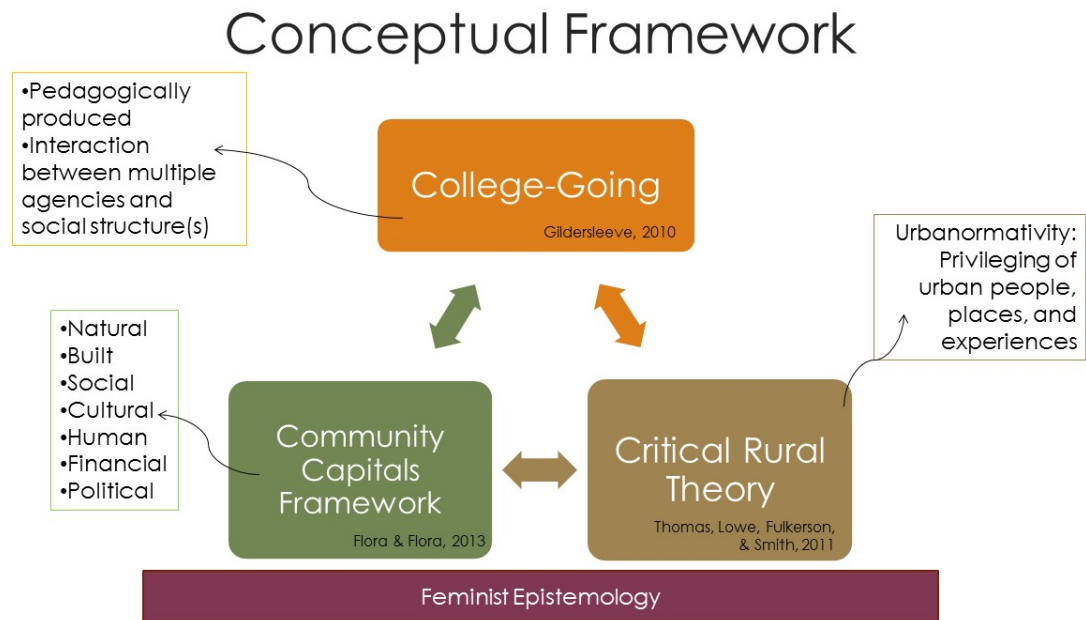 Conceptual Framework
•Pedagogically
produced
•Interaction
between multiple
agencies and
social structure(s)
College-Going
Gildersleeve, 2010
Urbanormativity:
Privileging of
urban people,
places, and
experiences
•Natural
•Built
•Social
•Cultural
•Human
•Financial
•Political
Community
Capitals
Framework
Flora & Flora, 2013
Critical Rural
Theory
Thomas, Lowe, Fulkerson,
& Smith, 2011
Feminist Epistemology